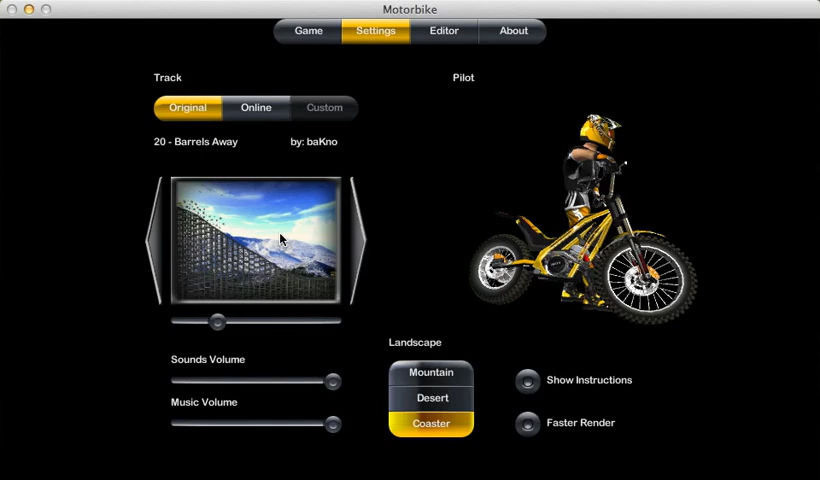 Motorbike
Game Settings Editor About
Track
Pilot
Original Online Custom
20 - Barrels Away by: baKno
Landscape
Sounds Volume
Mountain
Show Instructions
Desert
Music Volume
Coaster
Faster Render